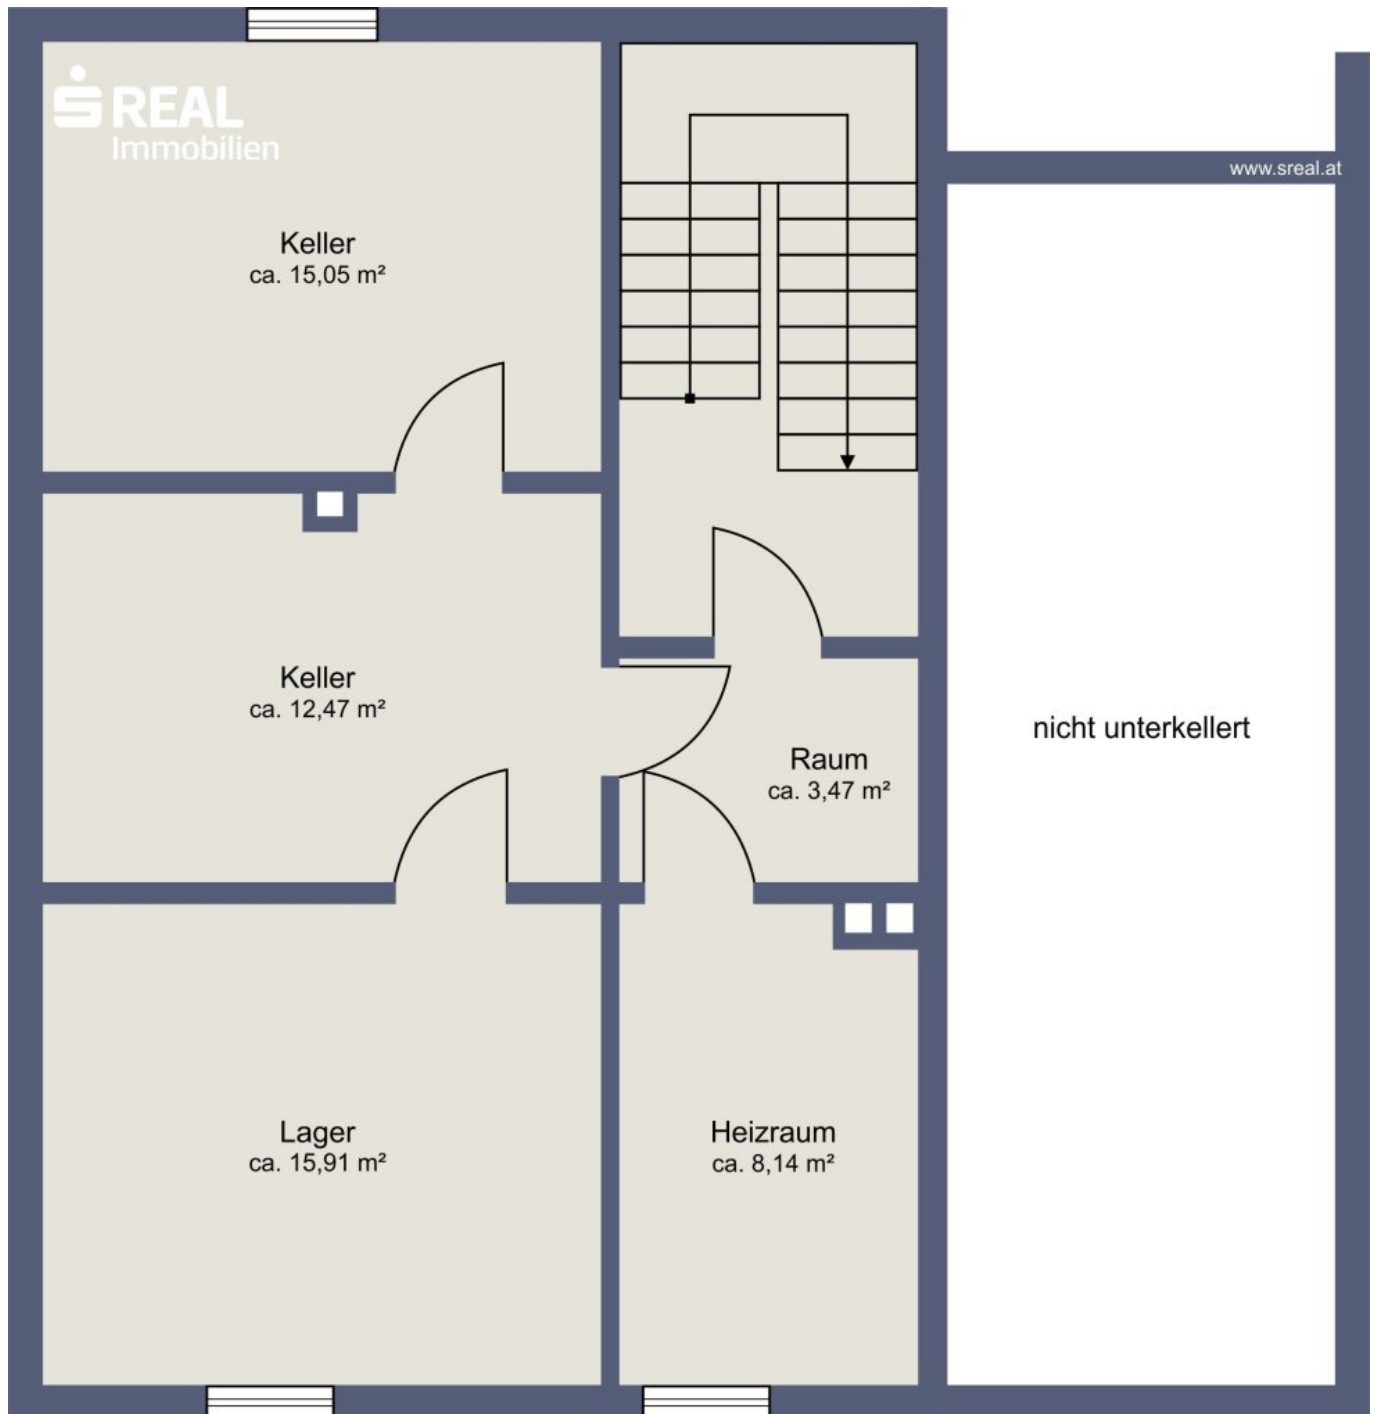 S REAL
Immobilien
www.sreal.at
Keller
ca. 15,05 m²
Keller
ca. 12,47 m²
nicht unterkellert
Raum
ca. 3,47 m²
Lager
ca. 15,91 m²
Heizraum
ca. 8,14 m²